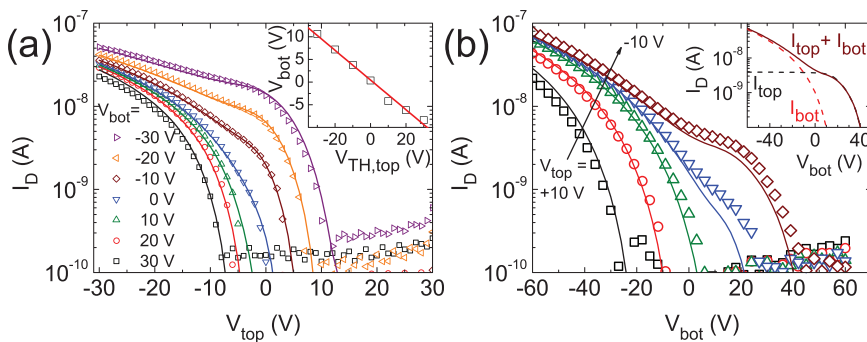 (a)
10^-7
10^-8
10^-9
10^-10
I_D (A)
V_bot=
-30 V
-20 V
-10 V
0 V
10 V
20 V
30 V
-30 -20 -10 0 10 20 30
V_top (V)
10
5
0
-5
V_bot (V)
-20 0 20
V_TH,top (V)
(b)
10^-7
10^-8
10^-9
10^-10
I_D (A)
-10 V
V_top =
+10 V
-60 -40 -20 0 20 40 60
V_bot (V)
10^-8
10^-9
I_D (A)
I_top + I_bot
I_top
I_bot
-40 0 40
V_bot (V)